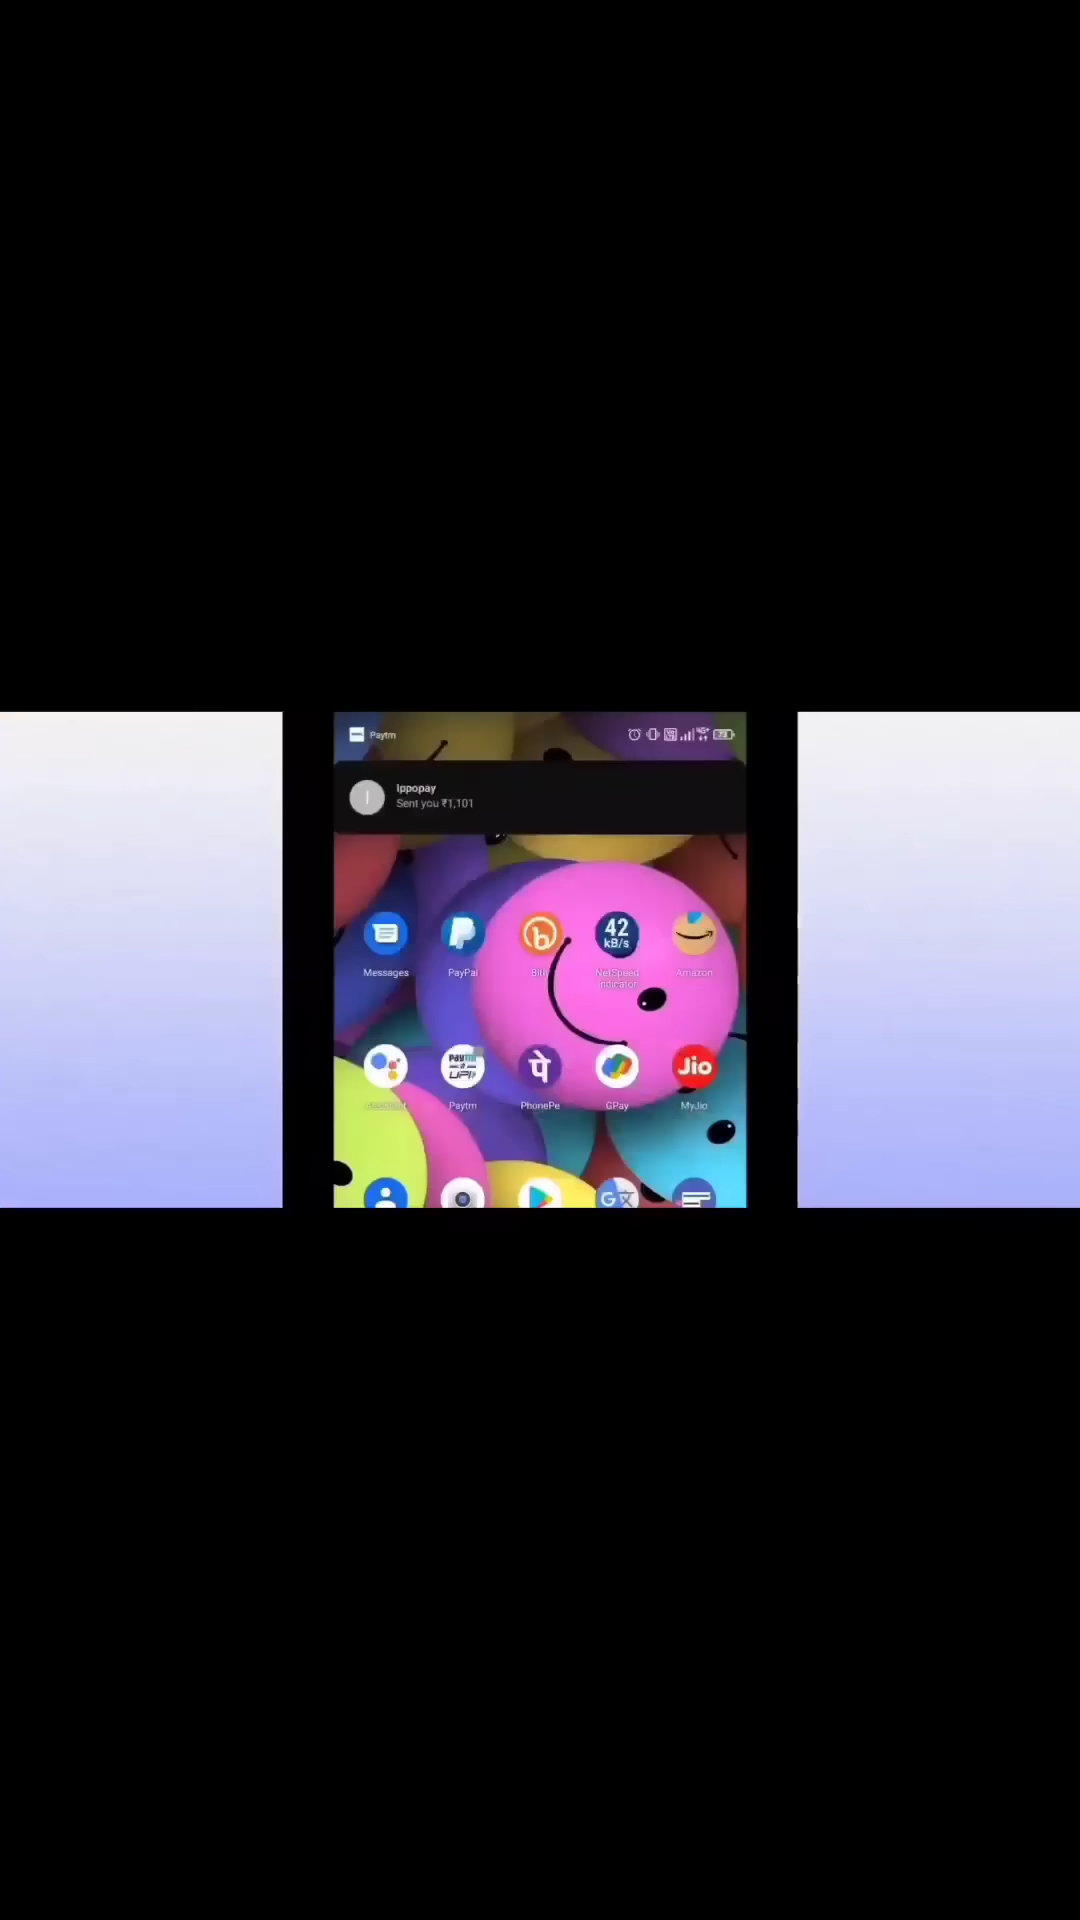 Paytm
Ippopay
Sent you ₹1,101
42
kB/s
Messages
PayPal
NetSpeed
Indicator
Amazon
Paytm
UPI
पे
Jio
Assistant
Paytm
PhonePe
GPay
MyJio
G